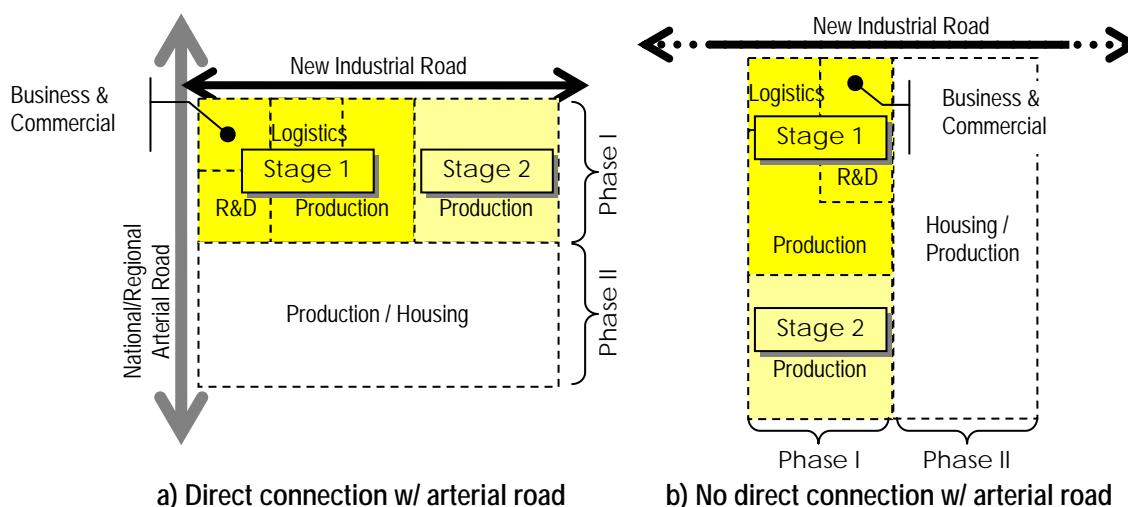 New Industrial Road
Business &
Commercial
Logistics
Stage 1
Stage 2
R&D
Production
Production
Phase I
National/Regional
Arterial Road
Production / Housing
Phase II
a) Direct connection w/ arterial road
New Industrial Road
Logistics
Business &
Commercial
Stage 1
R&D
Housing /
Production
Production
Stage 2
Production
Phase I
Phase II
b) No direct connection w/ arterial road